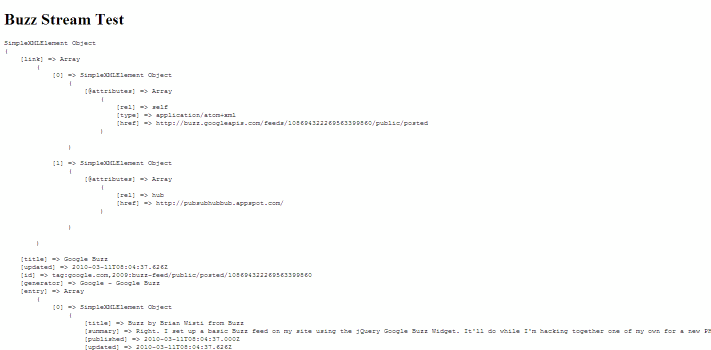 Buzz Stream Test
SimpleXMLElement Object
(
[link] => Array
(
[0] => SimpleXMLElement Object
(
[@attributes] => Array
(
[rel] => self
[type] => application/atom+xml
[href] => http://buzz.googleapis.com/feeds/108694322269563399860/public/posted
)
)
[1] => SimpleXMLElement Object
(
[@attributes] => Array
(
[rel] => hub
[href] => http://pubsubhubbub.appspot.com/
)
)
)
[title] => Google Buzz
[updated] => 2010-03-11T08:04:37.626Z
[id] => tag:google.com,2009:buzz-feed/public/posted/108694322269563399860
[generator] => Google - Google Buzz
[entry] => Array
(
[0] => SimpleXMLElement Object
(
[title] => Buzz by Brian Wisti from Buzz
[summary] => Right. I set up a basic Buzz feed on my site using the jQuery Google Buzz Widget. It'll do while I'm hacking together one of my own for a new
[published] => 2010-03-11T08:04:37.000Z
[updated] => 2010-03-11T08:04:37.626Z